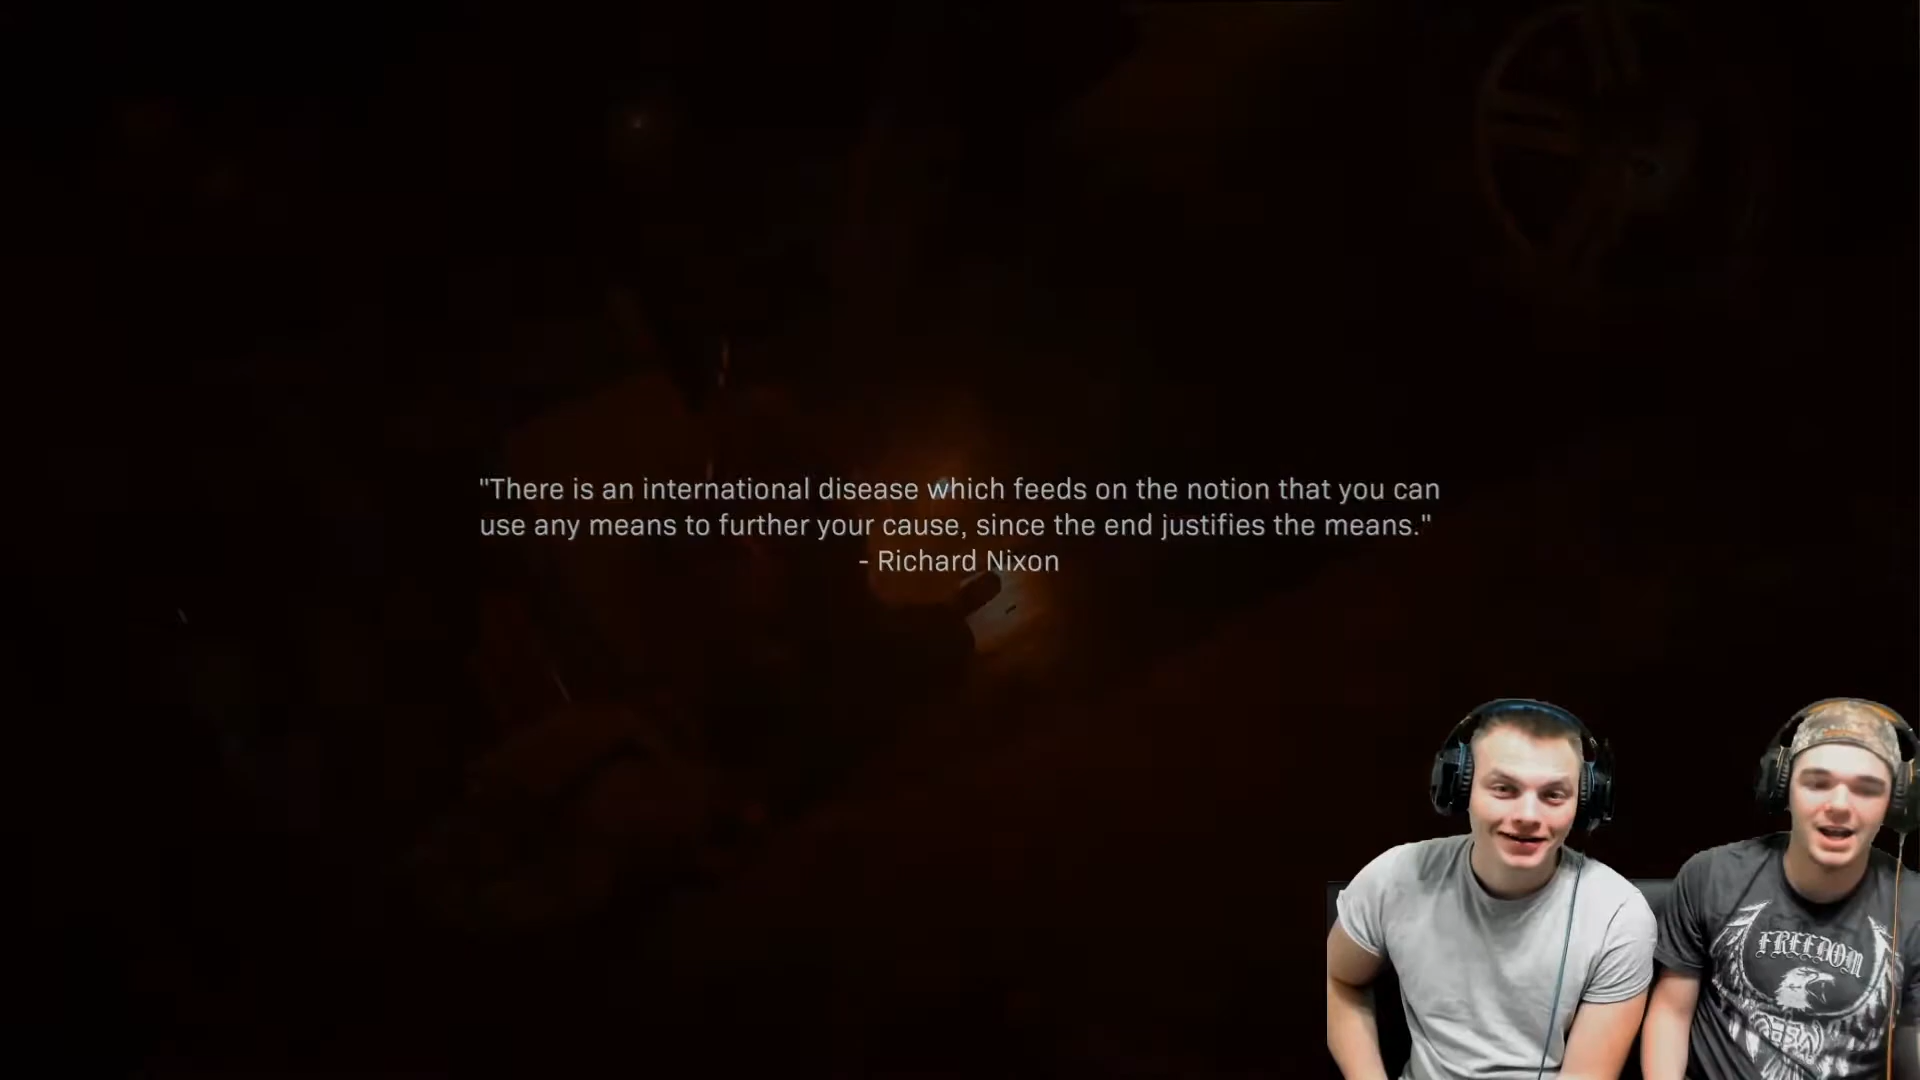 "There is an international disease which feeds on the notion that you can
use any means to further your cause, since the end justifies the means."
- Richard Nixon
FREEDOM